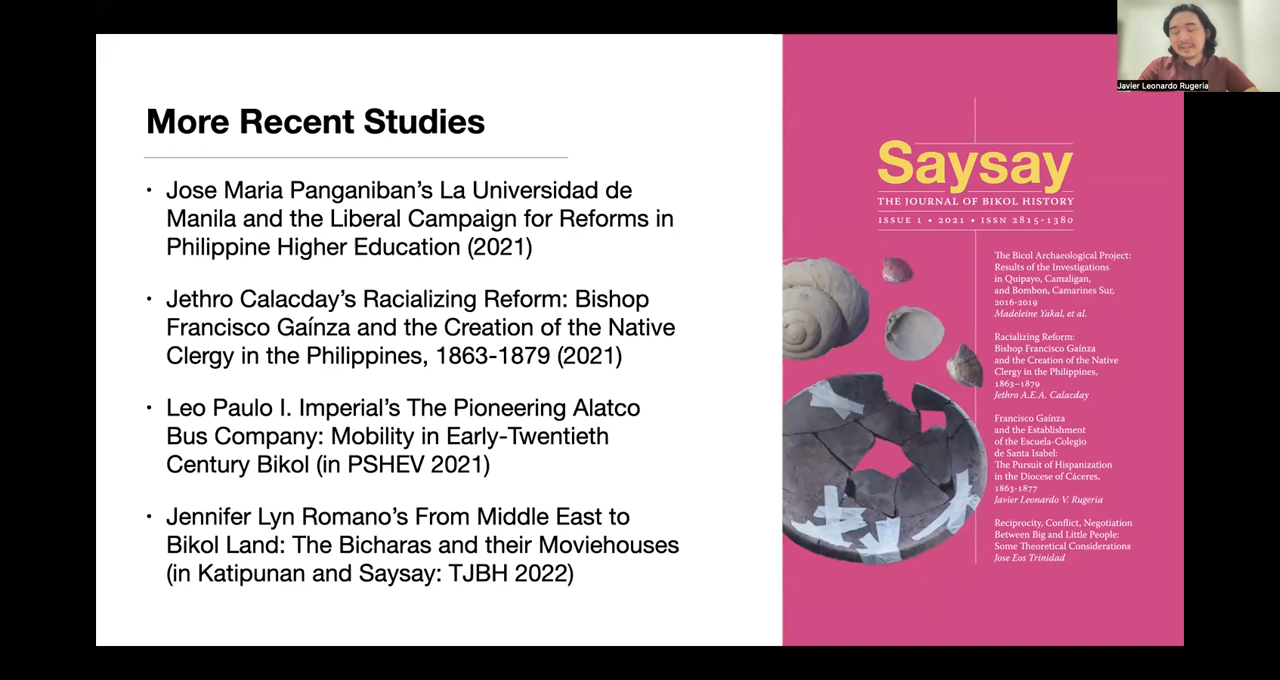 More Recent Studies
• Jose Maria Panganiban’s La Universidad de
Manila and the Liberal Campaign for Reforms in
Philippine Higher Education (2021)
• Jethro Calacday’s Racializing Reform: Bishop
Francisco Gaínza and the Creation of the Native
Clergy in the Philippines, 1863-1879 (2021)
• Leo Paulo I. Imperial’s The Pioneering Alatco
Bus Company: Mobility in Early-Twentieth
Century Bikol (in PSHEV 2021)
• Jennifer Lyn Romano’s From Middle East to
Bikol Land: The Bicharas and their Moviehouses
(in Katipunan and Saysay: TJBH 2022)
Saysay
THE JOURNAL OF BIKOL HISTORY
ISSUE 1 • 2021 • ISSN 2815-1380
The Bicol Archaeological Project:
Results of the Investigations
in Quipayo, Camaligan,
and Bombon, Camarines Sur,
2016-2019
Madeleine Yakal, et al.
Racializing Reform:
Bishop Francisco Gaínza
and the Creation of the Native
Clergy in the Philippines,
1863–1879
Jethro A.E.A. Calacday
Francisco Gaínza
and the Establishment
of the Escuela-Colegio
de Santa Isabel:
The Pursuit of Hispanization
in the Diocese of Cáceres,
1863-1877
Javier Leonardo V. Rugeria
Reciprocity, Conflict, Negotiation
Between Big and Little People:
Some Theoretical Considerations
Jose Eos Trinidad
Javier Leonardo Rugeria